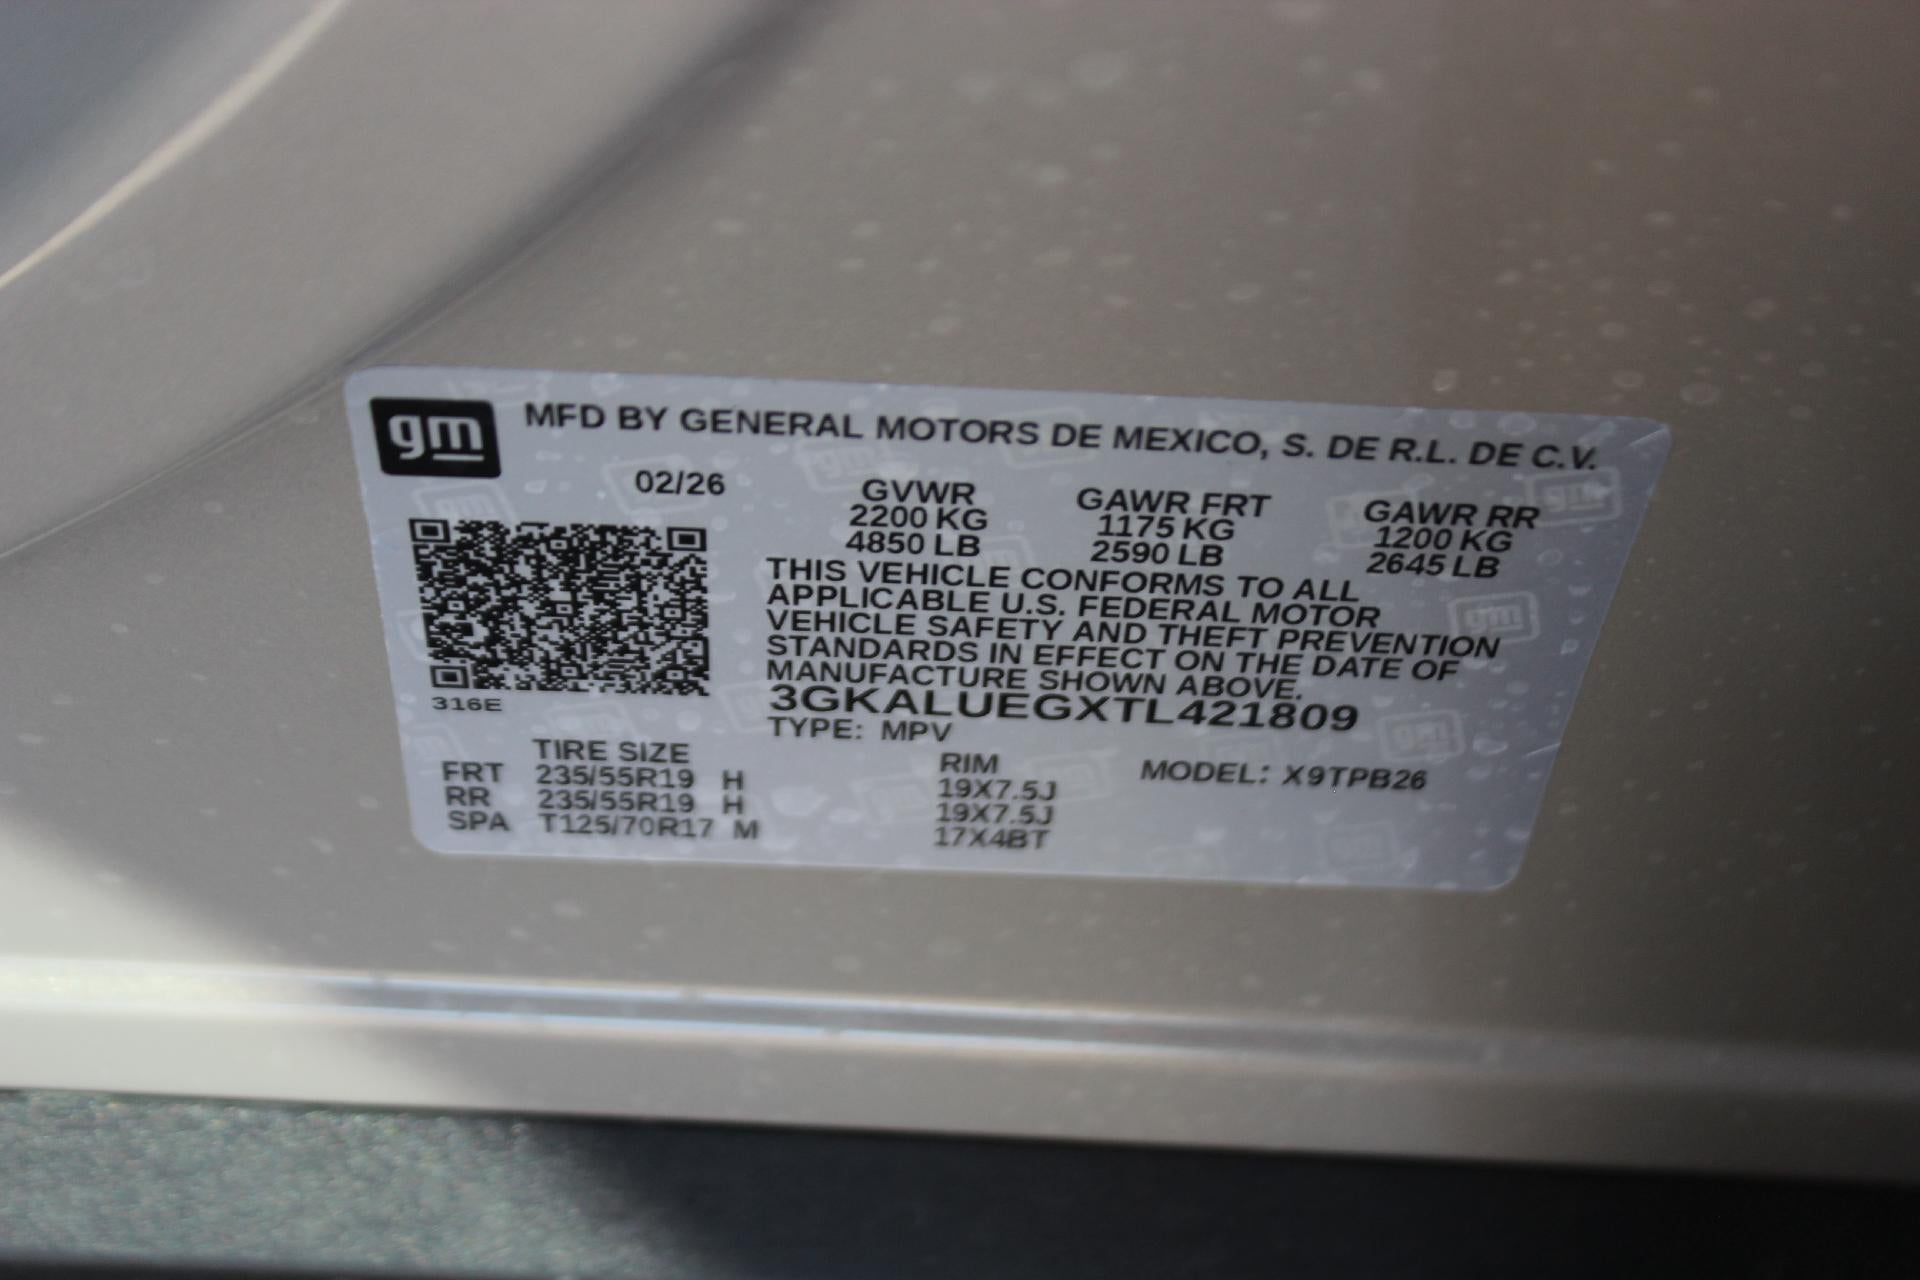 gm
MFD BY GENERAL MOTORS DE MEXICO, S. DE R.L. DE C.V.
02/26
GVWR GAWR FRT GAWR RR
2200 KG 1175 KG 1200 KG
4850 LB 2590 LB 2645 LB
THIS VEHICLE CONFORMS TO ALL
APPLICABLE U.S. FEDERAL MOTOR
VEHICLE SAFETY AND THEFT PREVENTION
STANDARDS IN EFFECT ON THE DATE OF
MANUFACTURE SHOWN ABOVE.
316E
3GKALUEGXTL421809
TYPE: MPV
TIRE SIZE RIM MODEL: X9TPB26
FRT 235/55R19 H 19X7.5J
RR 235/55R19 H 19X7.5J
SPA T125/70R17 M 17X4BT